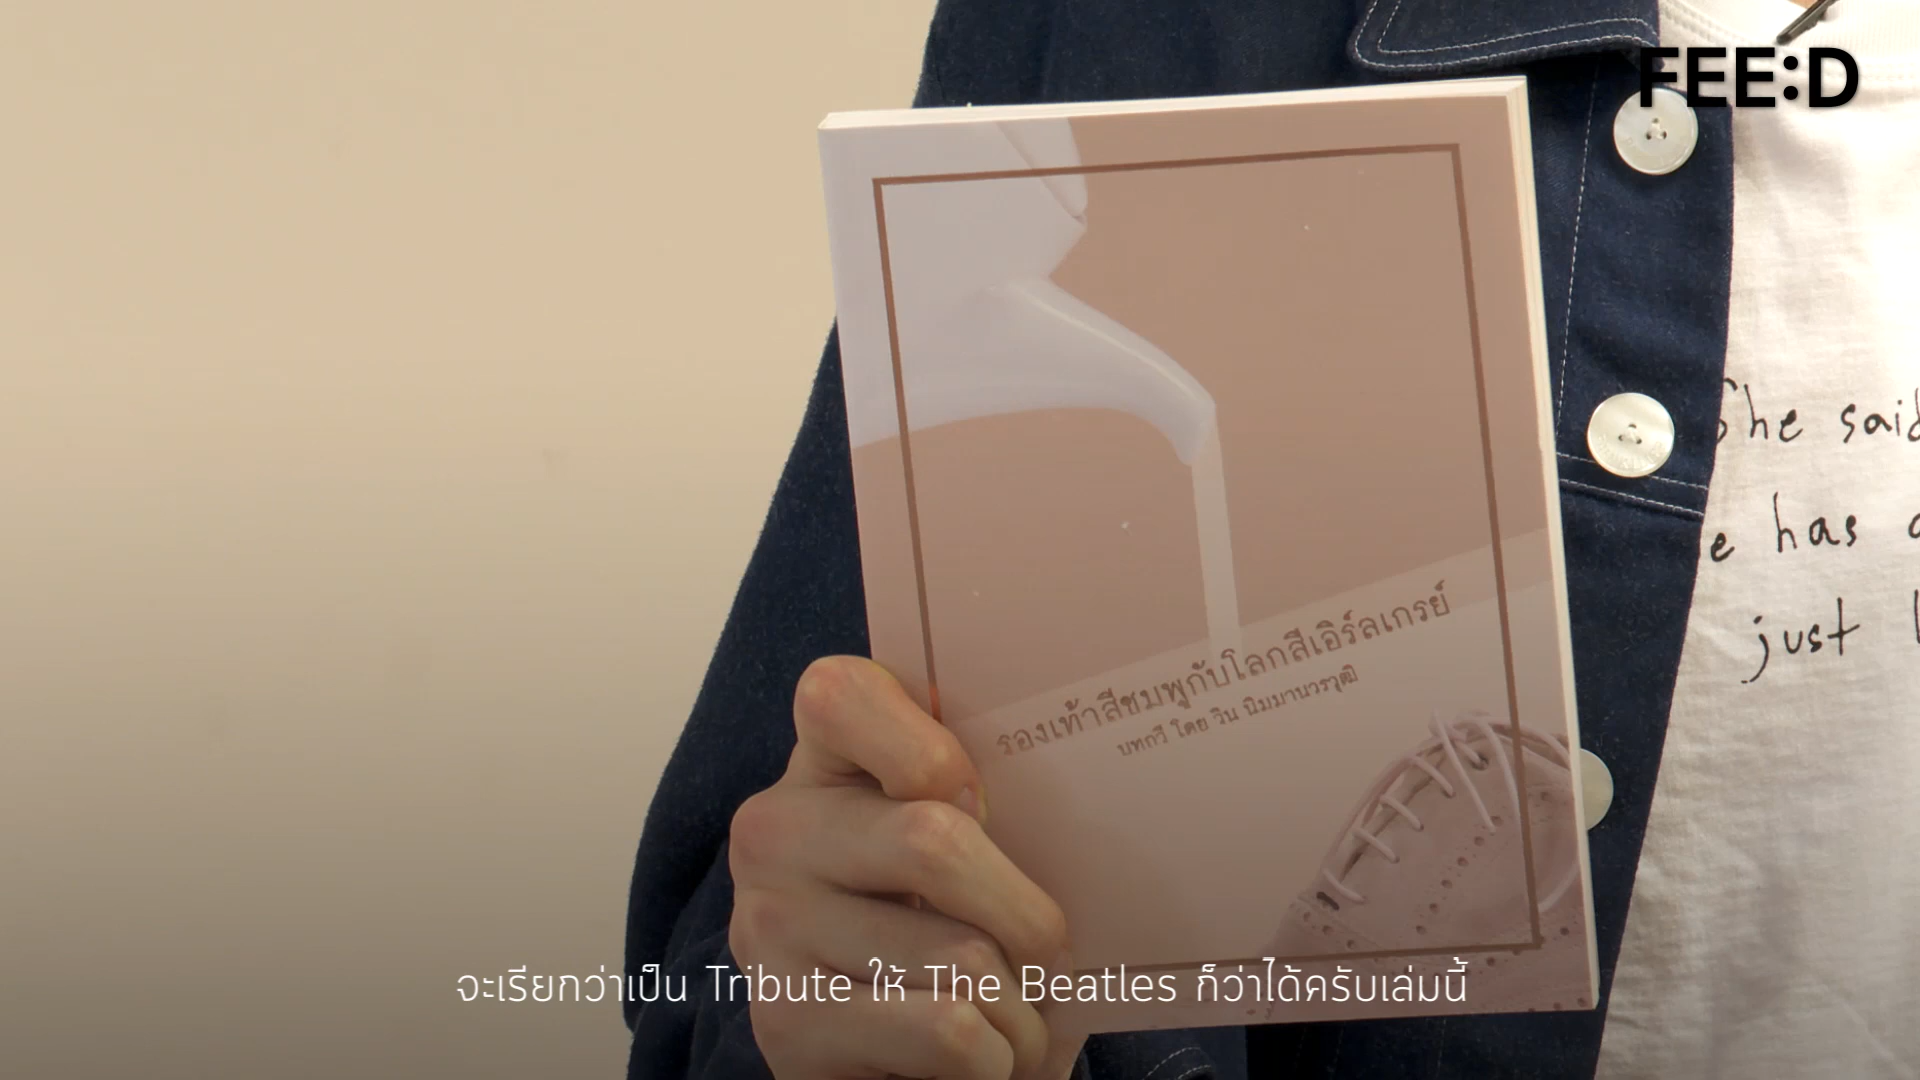 FEE:D
She said
e has
just
รองเท้าสีชมพูกับโลกสีเอิร์ลเกรย์
บทกวี โดย วิน นิมมานวรวุฒิ
จะเรียกว่าเป็น Tribute ให้ The Beatles ก็ว่าได้ครับเล่มนี้